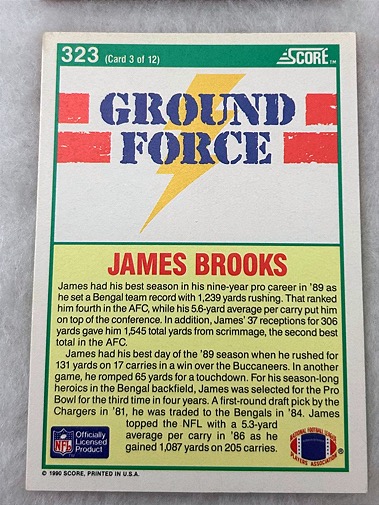 323 (Card 3 of 12) SCORE™
GROUND
FORCE
JAMES BROOKS
James had his best season in his nine-year pro career in '89 as
he set a Bengal team record with 1,239 yards rushing. That ranked
him fourth in the AFC, while his 5.6-yard average per carry put him
on top of the conference. In addition, James' 37 receptions for 306
yards gave him 1,545 total yards from scrimmage, the second best
total in the AFC.
James had his best day of the '89 season when he rushed for
131 yards on 17 carries in a win over the Buccaneers. In another
game, he romped 65 yards for a touchdown. For his season-long
heroics in the Bengal backfield, James was selected for the Pro
Bowl for the third time in four years. A first-round draft pick by the
Chargers in '81, he was traded to the Bengals in '84. James
topped the NFL with a 5.3-yard
average per carry in '86 as he
gained 1,087 yards on 205 carries.
NFL
Officially
Licensed
Product
NATIONAL FOOTBALL LEAGUE
PLAYERS ASSOCIATION
© 1990 SCORE, PRINTED IN U.S.A.